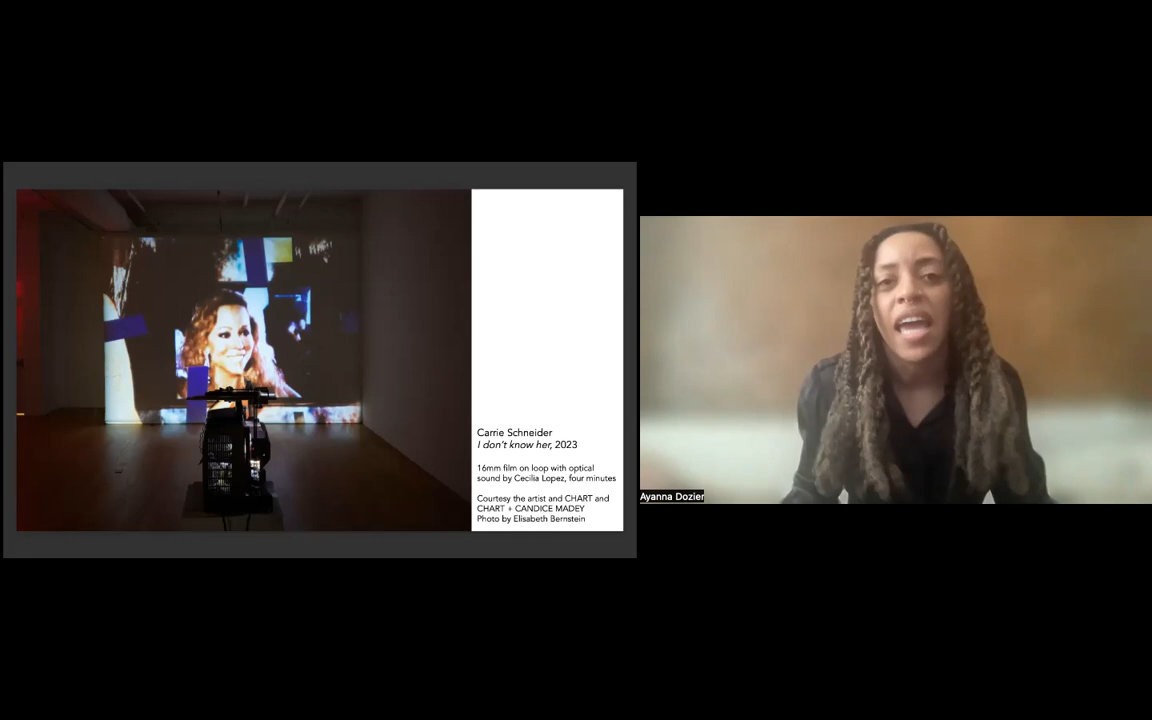 Carrie Schneider
I don't know her, 2023
16mm film on loop with optical
sound by Cecilia Lopez, four minutes
Courtesy the artist and CHART and
CHART + CANDICE MADEY
Photo by Elisabeth Bernstein
Ayanna Dozier